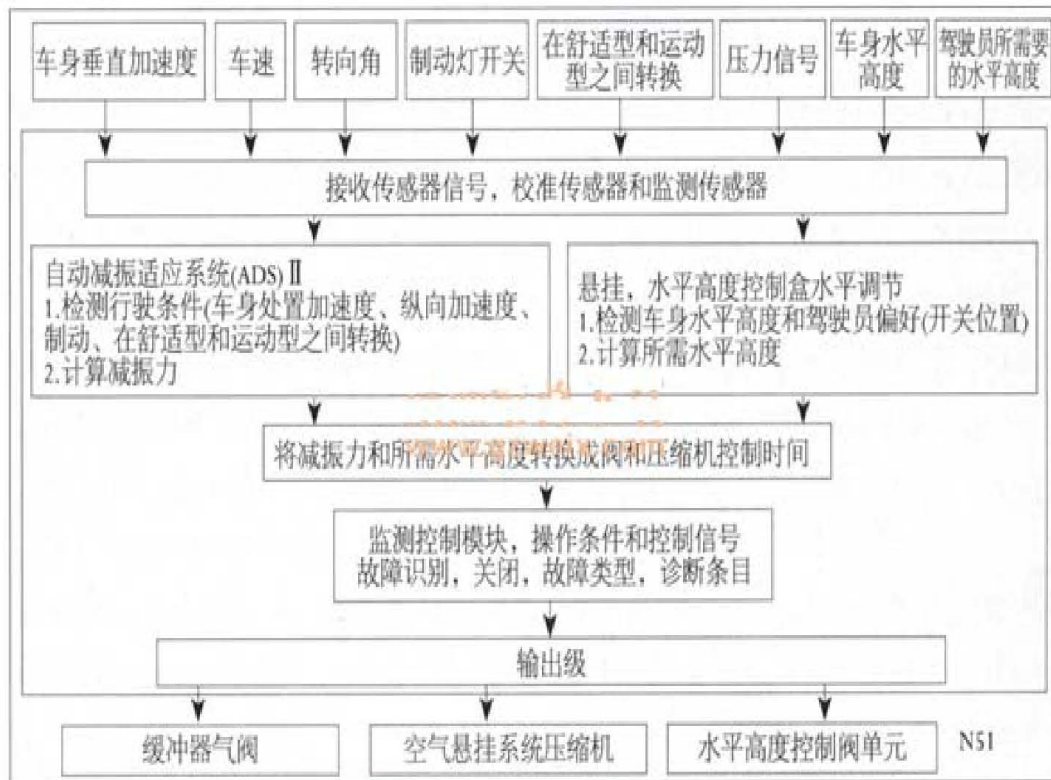 车身垂直加速度
车速
转向角
制动灯开关
在舒适型和运动
型之间转换
压力信号
车身水平
高度
驾驶员所需要
的水平高度
接收传感器信号，校准传感器和监测传感器
自动减振适应系统(ADS) Ⅱ
1.检测行驶条件(车身处置加速度、纵向加速度、
制动、在舒适型和运动型之间转换)
2.计算减振力
悬挂，水平高度控制盒水平调节
1.检测车身水平高度和驾驶员偏好(开关位置)
2.计算所需水平高度
将减振力和所需水平高度转换成阀和压缩机控制时间
监测控制模块，操作条件和控制信号
故障识别，关闭，故障类型，诊断条目
输出级
缓冲器气阀
空气悬挂系统压缩机
水平高度控制阀单元
N51